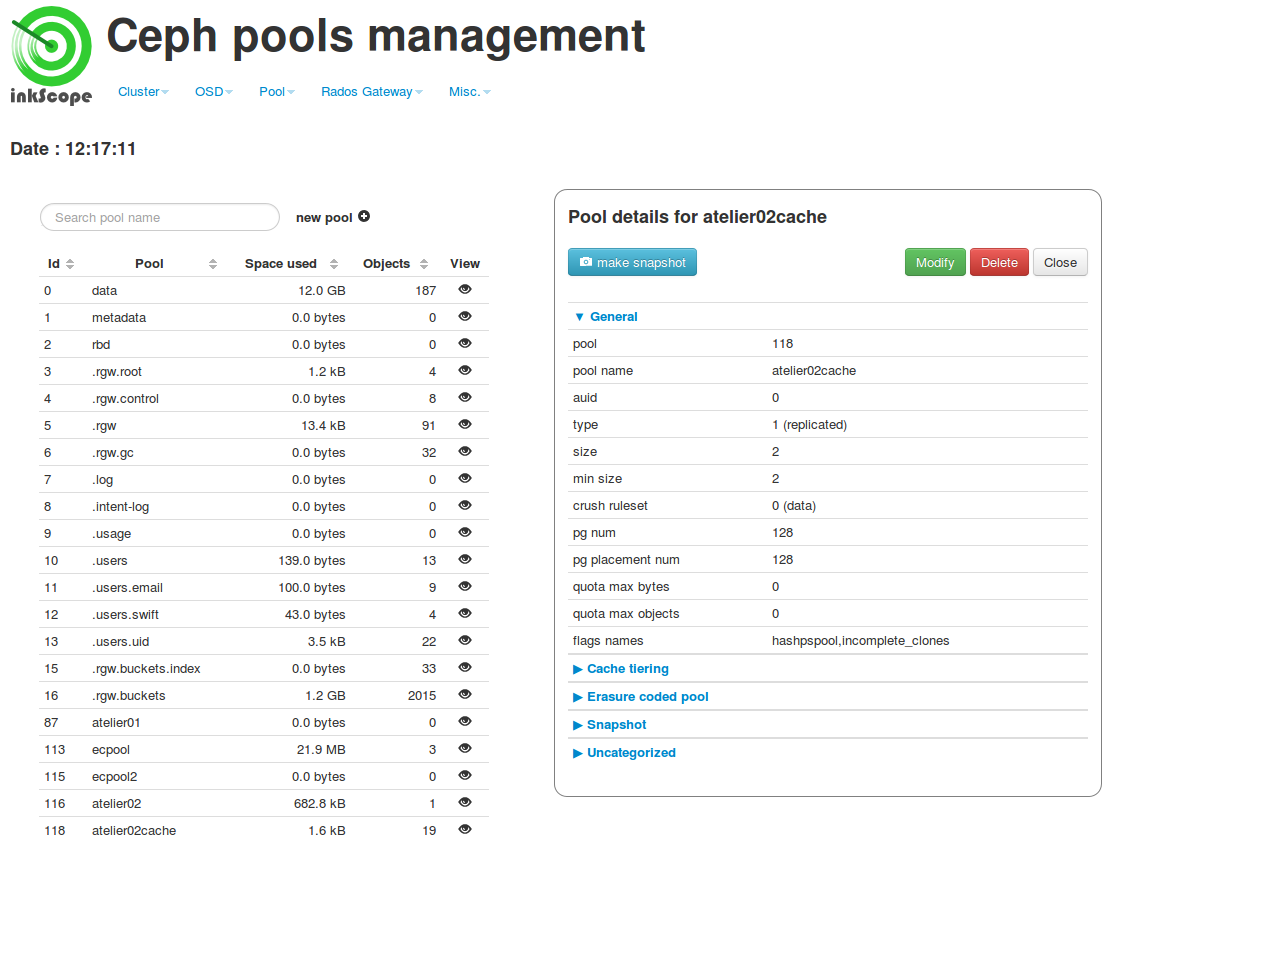 inkScope
Ceph pools management
Cluster OSD Pool Rados Gateway Misc.
Date : 12:17:11
Search pool name new pool
Id Pool Space used Objects View
0 data 12.0 GB 187
1 metadata 0.0 bytes 0
2 rbd 0.0 bytes 0
3 .rgw.root 1.2 kB 4
4 .rgw.control 0.0 bytes 8
5 .rgw 13.4 kB 91
6 .rgw.gc 0.0 bytes 32
7 .log 0.0 bytes 0
8 .intent-log 0.0 bytes 0
9 .usage 0.0 bytes 0
10 .users 139.0 bytes 13
11 .users.email 100.0 bytes 9
12 .users.swift 43.0 bytes 4
13 .users.uid 3.5 kB 22
15 .rgw.buckets.index 0.0 bytes 33
16 .rgw.buckets 1.2 GB 2015
87 atelier01 0.0 bytes 0
113 ecpool 21.9 MB 3
115 ecpool2 0.0 bytes 0
116 atelier02 682.8 kB 1
118 atelier02cache 1.6 kB 19
Pool details for atelier02cache
make snapshot Modify Delete Close
▼ General
pool 118
pool name atelier02cache
auid 0
type 1 (replicated)
size 2
min size 2
crush ruleset 0 (data)
pg num 128
pg placement num 128
quota max bytes 0
quota max objects 0
flags names hashpspool,incomplete_clones
▶ Cache tiering
▶ Erasure coded pool
▶ Snapshot
▶ Uncategorized